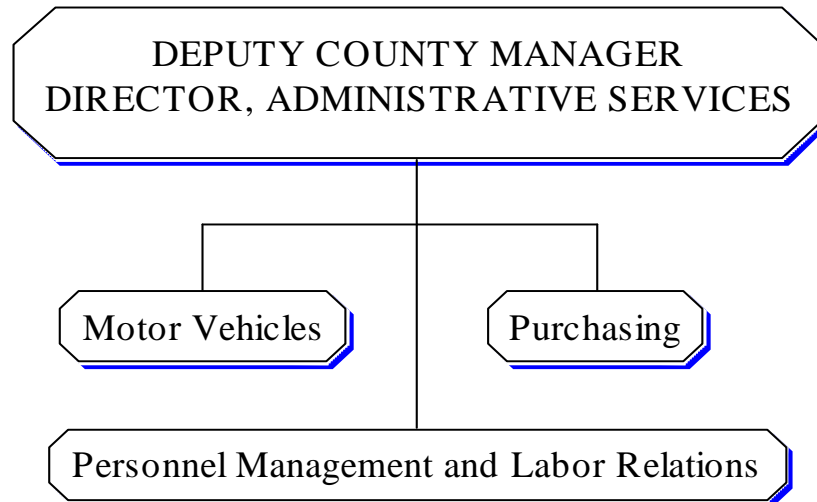 DEPUTY COUNTY MANAGER
DIRECTOR, ADMINISTRATIVE SERVICES
Motor Vehicles
Purchasing
Personnel Management and Labor Relations